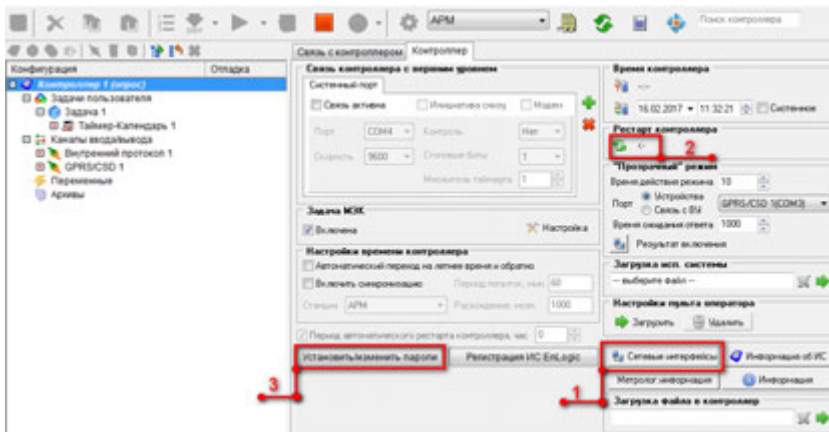 АРМ
Поиск контроллера
Конфигурация
Отладка
Контроллер 1 (опрос)
Задачи пользователя
Задача 1
Таймер-Календарь 1
Каналы ввода/вывода
Внутренний протокол 1
GPRS/CSD 1
Переменные
Архивы
Связь с контроллером
Контроллер
Связь контроллера с верхним уровнем
Системный порт
Связь активна
Инициатива снизу
Модем
Порт
COM4
Контроль
Нет
Скорость
9600
Стоповые биты
1
Множитель таймаута
1
Задача МЭК
Включена
Настройка
Настройки времени контроллера
Автоматический переход на летнее время и обратно
Включить синхронизацию
Период попыток, мин
60
Станция
АРМ
Расхождение, мсек.
1000
Период автоматического рестарта контроллера, час
0
Установить/изменить пароли
Регистрация ИС EnLogic
3
Время контроллера
16.02.2017
11:32:21
Системное
Рестарт контроллера
2
"Прозрачный" режим
Время действия режима
10
Порт
Устройства
Связь с ВУ
GPRS/CSD 1(COM3)
Время ожидания ответа
1000
Результат включения
Загрузка исп. системы
-- выберите файл --
Настройки пульта оператора
Загрузить
Удалить
Сетевые интерфейсы
Информация об ИС
1
Метролог.информация
Информация
Загрузка файла в контроллер